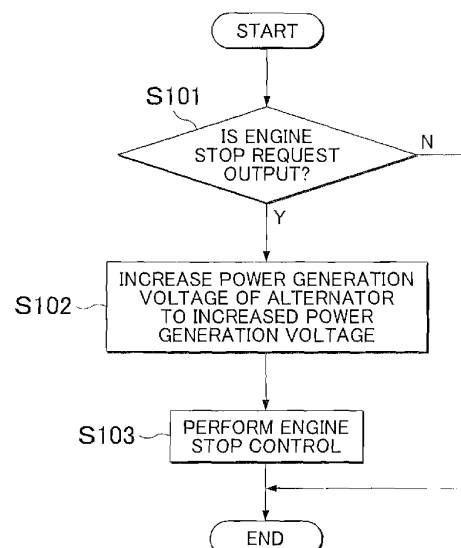 START
S101
IS ENGINE
STOP REQUEST
OUTPUT?
N
Y
S102
INCREASE POWER GENERATION
VOLTAGE OF ALTERNATOR
TO INCREASED POWER
GENERATION VOLTAGE
S103
PERFORM ENGINE
STOP CONTROL
END